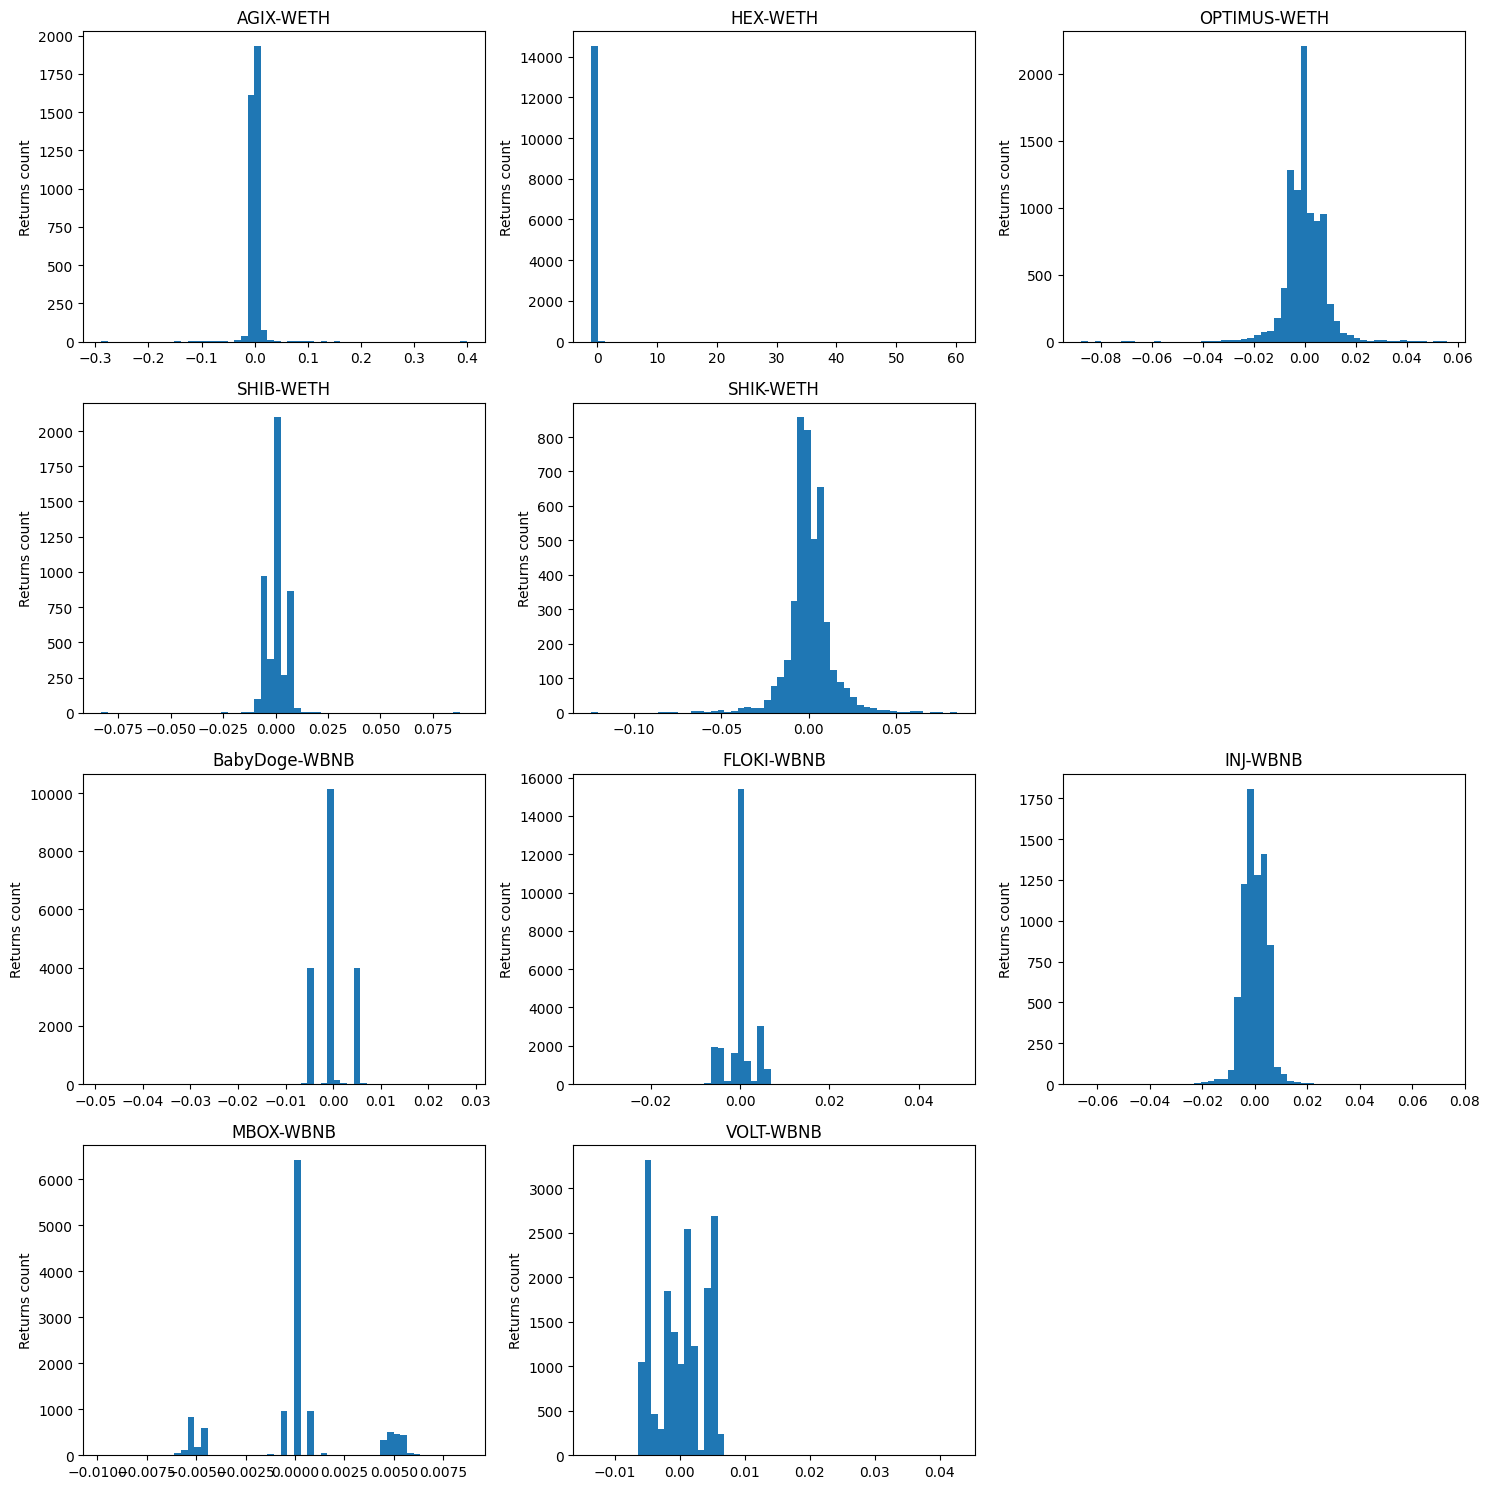 AGIX-WETH
Returns count
2000
1750
1500
1250
1000
750
500
250
0
−0.3 −0.2 −0.1 0.0 0.1 0.2 0.3 0.4
HEX-WETH
Returns count
14000
12000
10000
8000
6000
4000
2000
0
0 10 20 30 40 50 60
OPTIMUS-WETH
Returns count
2000
1500
1000
500
0
−0.08 −0.06 −0.04 −0.02 0.00 0.02 0.04 0.06
SHIB-WETH
Returns count
2000
1750
1500
1250
1000
750
500
250
0
−0.075 −0.050 −0.025 0.000 0.025 0.050 0.075
SHIK-WETH
Returns count
800
700
600
500
400
300
200
100
0
−0.10 −0.05 0.00 0.05
BabyDoge-WBNB
Returns count
10000
8000
6000
4000
2000
0
−0.05 −0.04 −0.03 −0.02 −0.01 0.00 0.01 0.02 0.03
FLOKI-WBNB
Returns count
16000
14000
12000
10000
8000
6000
4000
2000
0
−0.02 0.00 0.02 0.04
INJ-WBNB
Returns count
1750
1500
1250
1000
750
500
250
0
−0.06 −0.04 −0.02 0.00 0.02 0.04 0.06 0.08
MBOX-WBNB
Returns count
6000
5000
4000
3000
2000
1000
0
−0.0100 −0.0075 −0.0050 −0.0025 0.0000 0.0025 0.0050 0.0075
VOLT-WBNB
Returns count
3000
2500
2000
1500
1000
500
0
−0.01 0.00 0.01 0.02 0.03 0.04